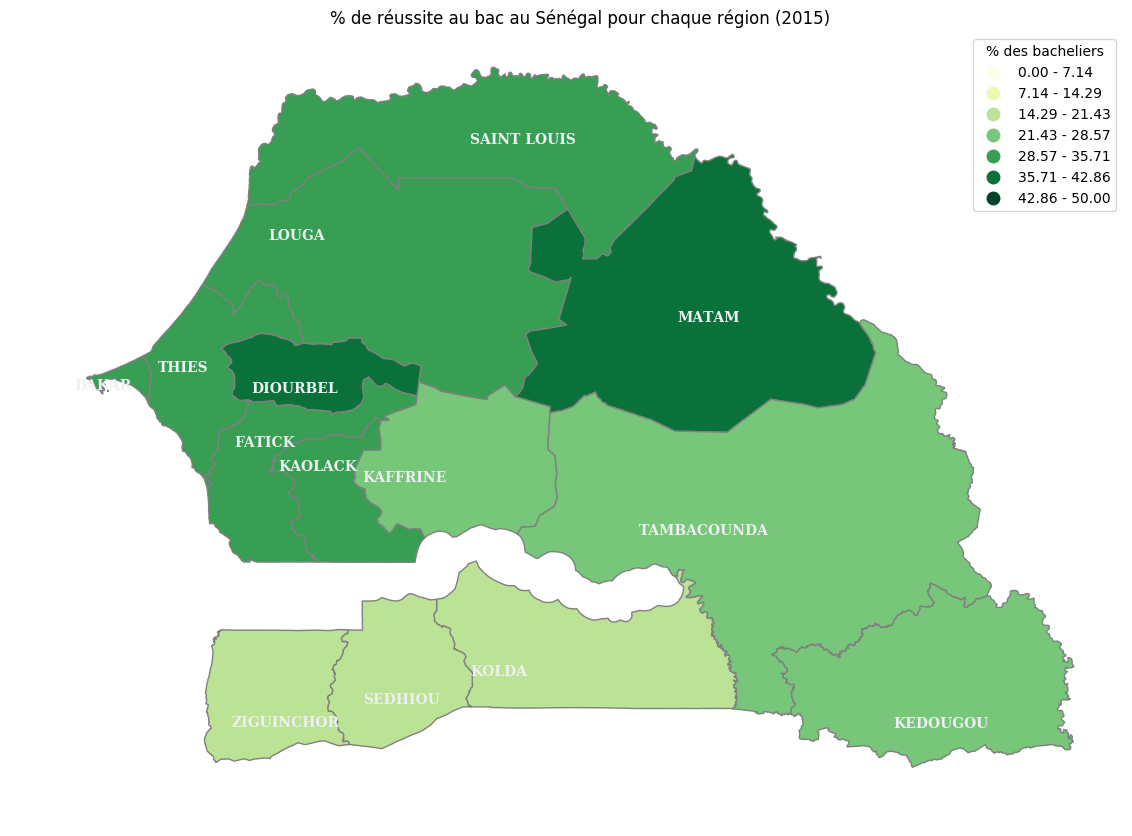 % de réussite au bac au Sénégal pour chaque région (2015)
% des bacheliers
0.00 - 7.14
7.14 - 14.29
14.29 - 21.43
21.43 - 28.57
28.57 - 35.71
35.71 - 42.86
42.86 - 50.00
SAINT LOUIS
LOUGA
MATAM
THIES
DAKAR
DIOURBEL
FATICK
KAOLACK
KAFFRINE
TAMBACOUNDA
KOLDA
SEDHIOU
ZIGUINCHOR
KEDOUGOU